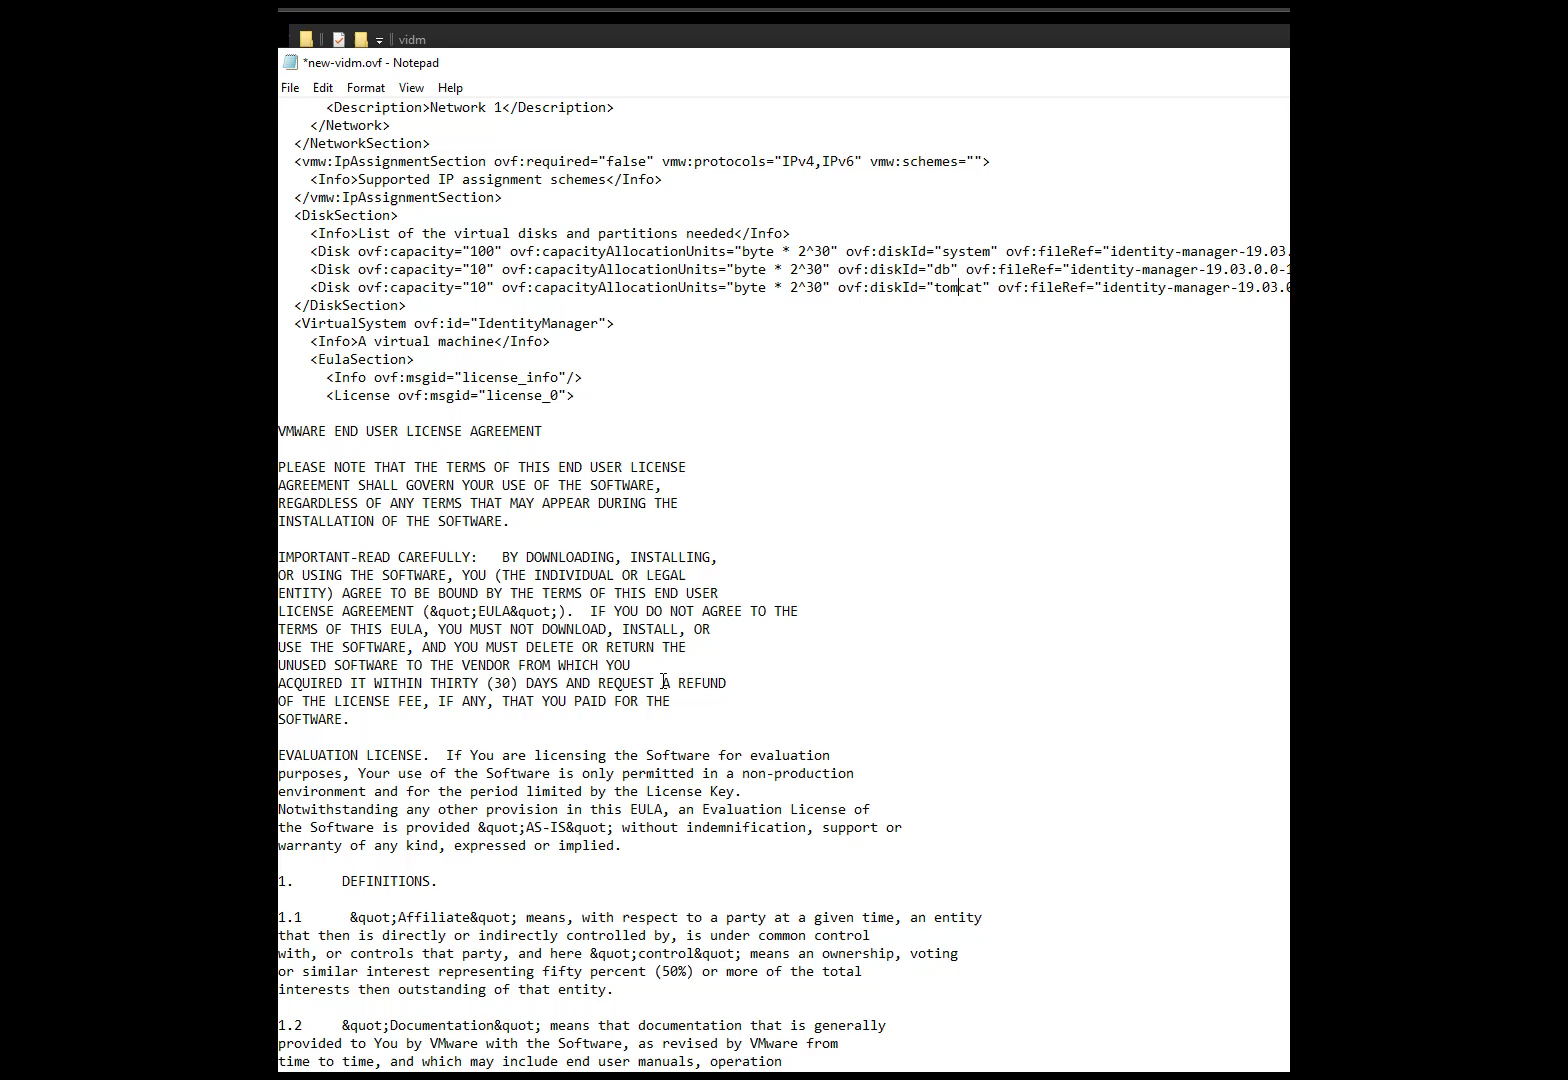 vidm
*new-vidm.ovf - Notepad
File Edit Format View Help
<Description>Network 1</Description>
</Network>
</NetworkSection>
<vmw:IpAssignmentSection ovf:required="false" vmw:protocols="IPv4,IPv6" vmw:schemes="">
<Info>Supported IP assignment schemes</Info>
</vmw:IpAssignmentSection>
<DiskSection>
<Info>List of the virtual disks and partitions needed</Info>
<Disk ovf:capacity="100" ovf:capacityAllocationUnits="byte * 2^30" ovf:diskId="system" ovf:fileRef="identity-manager-19.03.
<Disk ovf:capacity="10" ovf:capacityAllocationUnits="byte * 2^30" ovf:diskId="db" ovf:fileRef="identity-manager-19.03.0.0-1
<Disk ovf:capacity="10" ovf:capacityAllocationUnits="byte * 2^30" ovf:diskId="tomcat" ovf:fileRef="identity-manager-19.03.0
</DiskSection>
<VirtualSystem ovf:id="IdentityManager">
<Info>A virtual machine</Info>
<EulaSection>
<Info ovf:msgid="license_info"/>
<License ovf:msgid="license_0">
VMWARE END USER LICENSE AGREEMENT
PLEASE NOTE THAT THE TERMS OF THIS END USER LICENSE
AGREEMENT SHALL GOVERN YOUR USE OF THE SOFTWARE,
REGARDLESS OF ANY TERMS THAT MAY APPEAR DURING THE
INSTALLATION OF THE SOFTWARE.
IMPORTANT-READ CAREFULLY:   BY DOWNLOADING, INSTALLING,
OR USING THE SOFTWARE, YOU (THE INDIVIDUAL OR LEGAL
ENTITY) AGREE TO BE BOUND BY THE TERMS OF THIS END USER
LICENSE AGREEMENT (&quot;EULA&quot;).  IF YOU DO NOT AGREE TO THE
TERMS OF THIS EULA, YOU MUST NOT DOWNLOAD, INSTALL, OR
USE THE SOFTWARE, AND YOU MUST DELETE OR RETURN THE
UNUSED SOFTWARE TO THE VENDOR FROM WHICH YOU
ACQUIRED IT WITHIN THIRTY (30) DAYS AND REQUEST A REFUND
OF THE LICENSE FEE, IF ANY, THAT YOU PAID FOR THE
SOFTWARE.
EVALUATION LICENSE.  If You are licensing the Software for evaluation
purposes, Your use of the Software is only permitted in a non-production
environment and for the period limited by the License Key.
Notwithstanding any other provision in this EULA, an Evaluation License of
the Software is provided &quot;AS-IS&quot; without indemnification, support or
warranty of any kind, expressed or implied.
1.      DEFINITIONS.
1.1      &quot;Affiliate&quot; means, with respect to a party at a given time, an entity
that then is directly or indirectly controlled by, is under common control
with, or controls that party, and here &quot;control&quot; means an ownership, voting
or similar interest representing fifty percent (50%) or more of the total
interests then outstanding of that entity.
1.2     &quot;Documentation&quot; means that documentation that is generally
provided to You by VMware with the Software, as revised by VMware from
time to time, and which may include end user manuals, operation